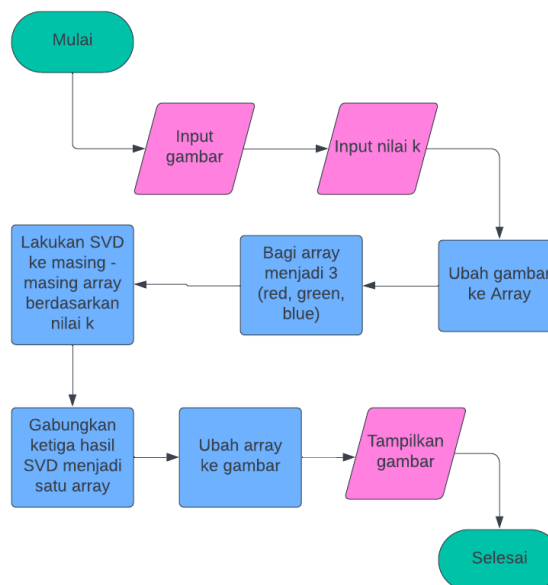 Mulai
Input
gambar
Input nilai k
Ubah gambar
ke Array
Bagi array
menjadi 3
(red, green,
blue)
Lakukan SVD
ke masing -
masing array
berdasarkan
nilai k
Gabungkan
ketiga hasil
SVD menjadi
satu array
Ubah array
ke gambar
Tampilkan
gambar
Selesai